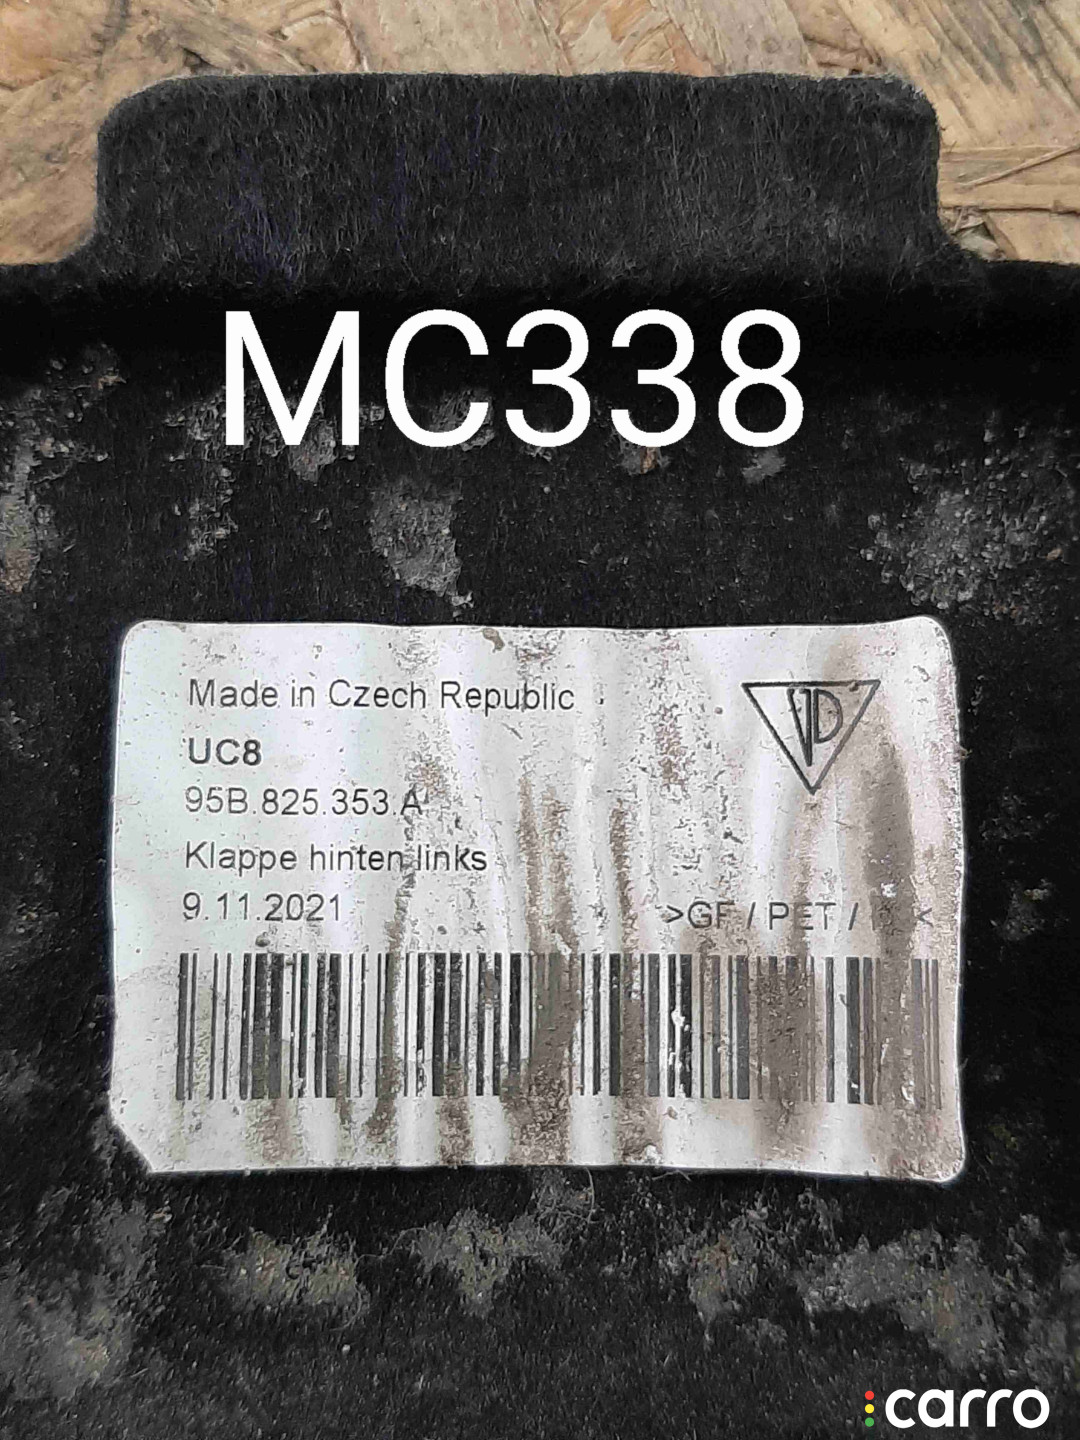 MC338
Made in Czech Republic
UC8
95B.825.353.A
Klappe hinten links
9.11.2021
>GF / PET /
carro